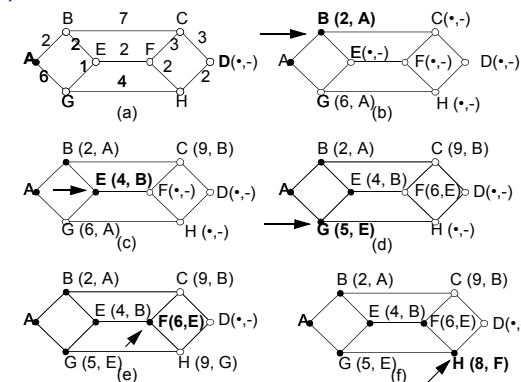 B 7 C
2 2 3 3
A E 2 F D(•,-)
6 1 2 2
4
G H
(a)
B (2, A) C(•,-)
A E(•,-) F(•,-) D(•,-)
G (6, A) H (•,-)
(b)
B (2, A) C (9, B)
A E (4, B) F(•,-) D(•,-)
G (6, A) H (•,-)
(c)
B (2, A) C (9, B)
A E (4, B) F(6,E) D(•,-)
G (5, E) H (•,-)
(d)
B (2, A) C (9, B)
A E (4, B) F(6,E) D(•,-)
G (5, E) H (9, G)
(e)
B (2, A) C (9, B)
A E (4, B) F(6,E) D(•,
G (5, E) H (8, F)
(f)